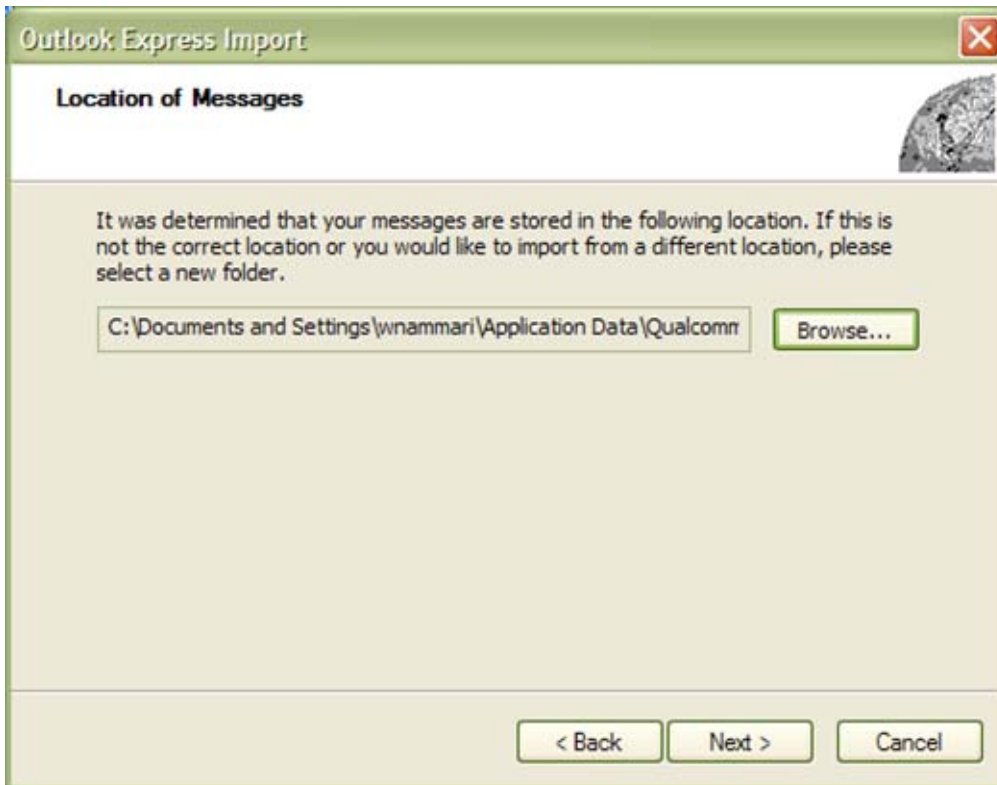 Outlook Express Import
Location of Messages
It was determined that your messages are stored in the following location. If this is
not the correct location or you would like to import from a different location, please
select a new folder.
C:\Documents and Settings\wnammari\Application Data\Qualcomm
Browse...
< Back
Next >
Cancel